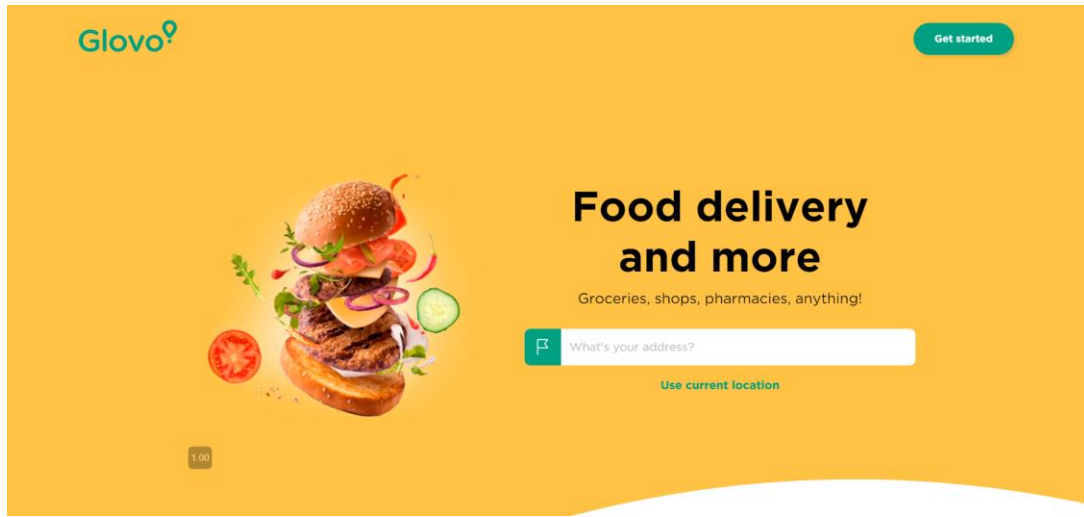 Glovo
Get started
Food delivery
and more
Groceries, shops, pharmacies, anything!
What's your address?
Use current location
1.00